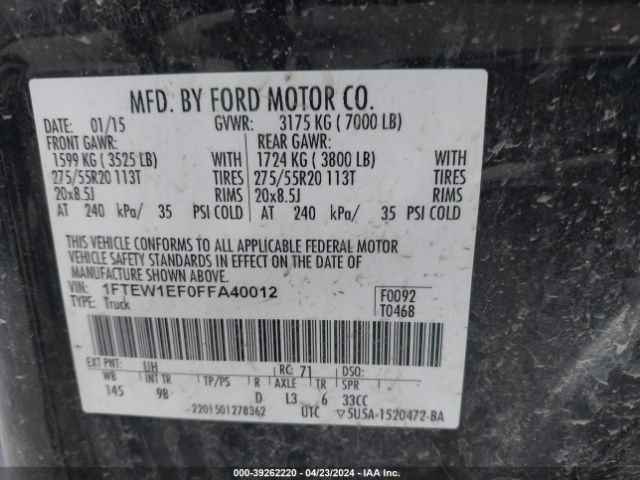 MFD. BY FORD MOTOR CO.
DATE: 01/15 GVWR: 3175 KG ( 7000 LB)
FRONT GAWR: REAR GAWR:
1599 KG ( 3525 LB) WITH 1724 KG ( 3800 LB) WITH
275/55R20 113T TIRES 275/55R20 113T TIRES
20x8.5J RIMS 20x8.5J RIMS
AT 240 kPa/ 35 PSI COLD AT 240 kPa/ 35 PSI COLD
THIS VEHICLE CONFORMS TO ALL APPLICABLE FEDERAL MOTOR
VEHICLE SAFETY STANDARDS IN EFFECT ON THE DATE OF
MANUFACTURE SHOWN ABOVE.
VIN: 1FTEW1EF0FFA40012 F0092
TYPE: Truck T0468
EXT PNT: UH RC: 71 DSO:
WB INT TR TP/PS R AXLE TR SPR
145 9B D L3 6 33CC
2201501278362 UTC ▽5U5A-1520472-BA
000-39262220 - 04/23/2024 - IAA Inc.